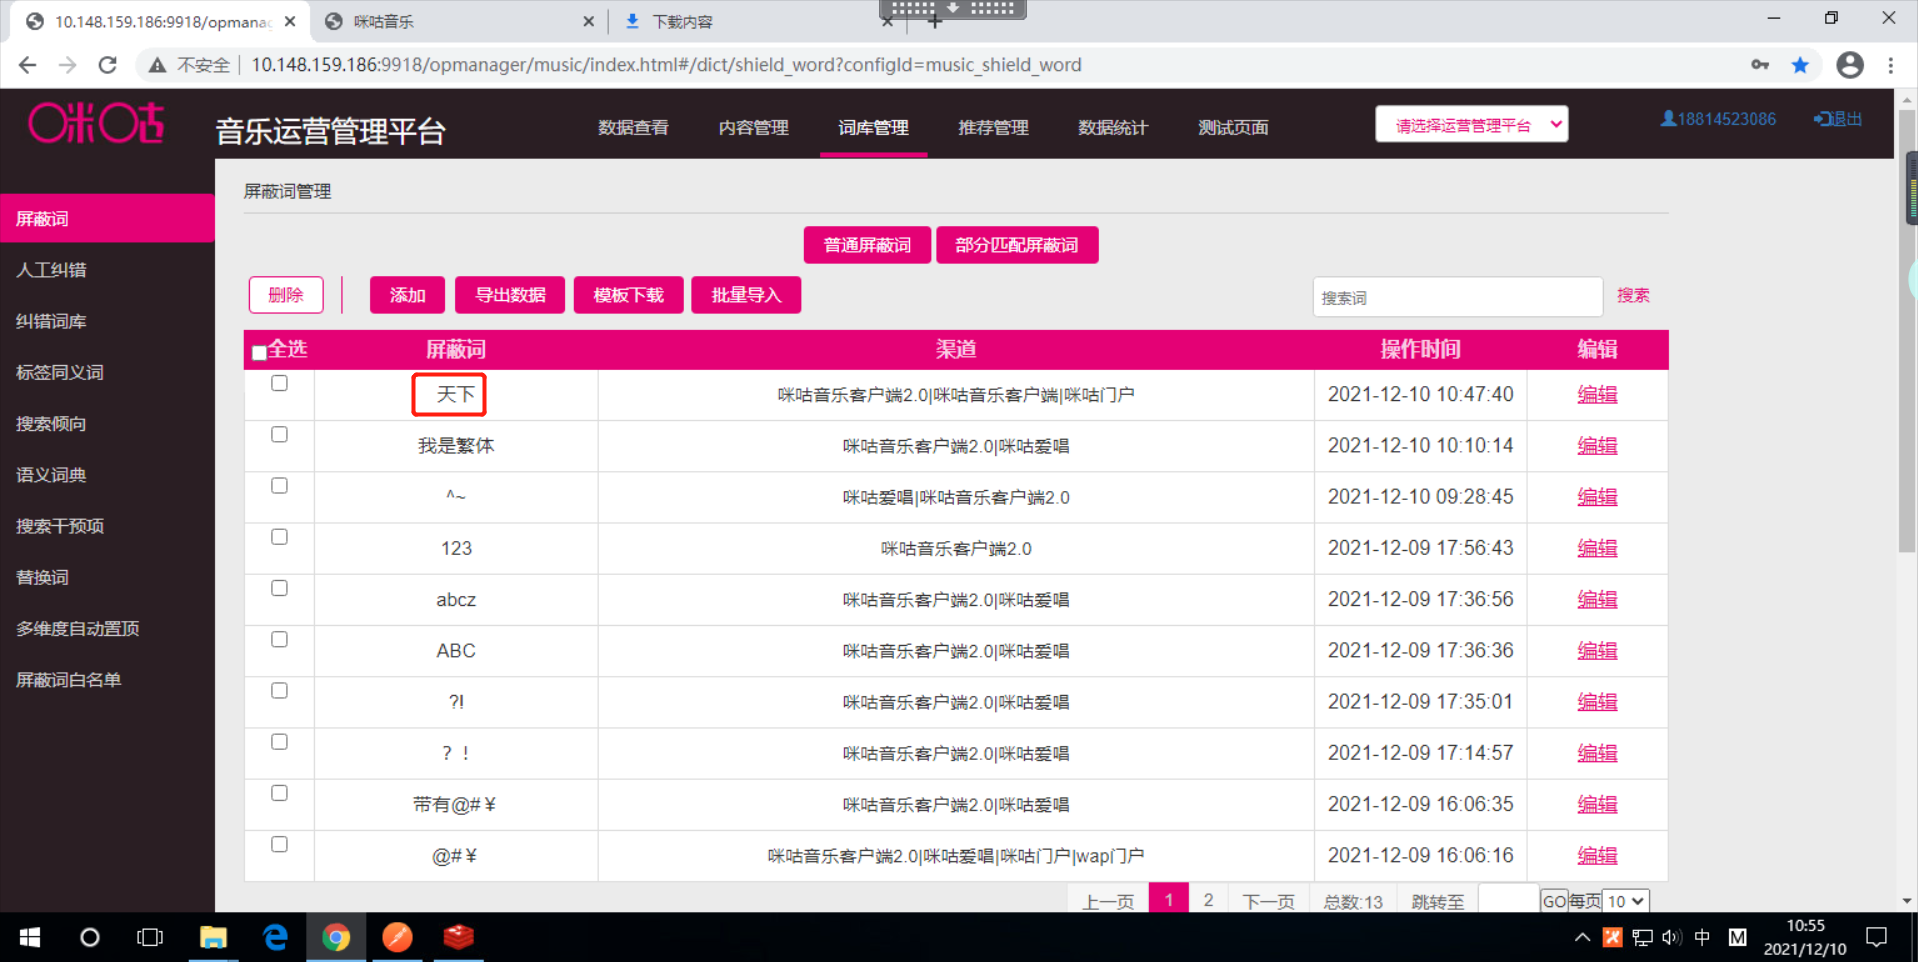 10.148.159.186:9918/opmana
咪咕音乐
下载内容
不安全
10.148.159.186:9918/opmanager/music/index.html#/dict/shield_word?configId=music_shield_word
咪咕
音乐运营管理平台
数据查看
内容管理
词库管理
推荐管理
数据统计
测试页面
请选择运营管理平台
18814523086
退出
屏蔽词
人工纠错
纠错词库
标签同义词
搜索倾向
语义词典
搜索干预项
替换词
多维度自动置顶
屏蔽词白名单
屏蔽词管理
普通屏蔽词 部分匹配屏蔽词
删除 添加 导出数据 模板下载 批量导入 搜索词 搜索
全选 屏蔽词 渠道 操作时间 编辑
天下 咪咕音乐客户端2.0|咪咕音乐客户端|咪咕门户 2021-12-10 10:47:40 编辑
我是繁体 咪咕音乐客户端2.0|咪咕爱唱 2021-12-10 10:10:14 编辑
^~ 咪咕爱唱|咪咕音乐客户端2.0 2021-12-10 09:28:45 编辑
123 咪咕音乐客户端2.0 2021-12-09 17:56:43 编辑
abcz 咪咕音乐客户端2.0|咪咕爱唱 2021-12-09 17:36:56 编辑
ABC 咪咕音乐客户端2.0|咪咕爱唱 2021-12-09 17:36:36 编辑
?! 咪咕音乐客户端2.0|咪咕爱唱 2021-12-09 17:35:01 编辑
？！ 咪咕音乐客户端2.0|咪咕爱唱 2021-12-09 17:14:57 编辑
带有@#￥ 咪咕音乐客户端2.0|咪咕爱唱 2021-12-09 16:06:35 编辑
@#￥ 咪咕音乐客户端2.0|咪咕爱唱|咪咕门户|wap门户 2021-12-09 16:06:16 编辑
上一页 1 2 下一页 总数:13 跳转至 GO 每页 10
中 M
10:55
2021/12/10